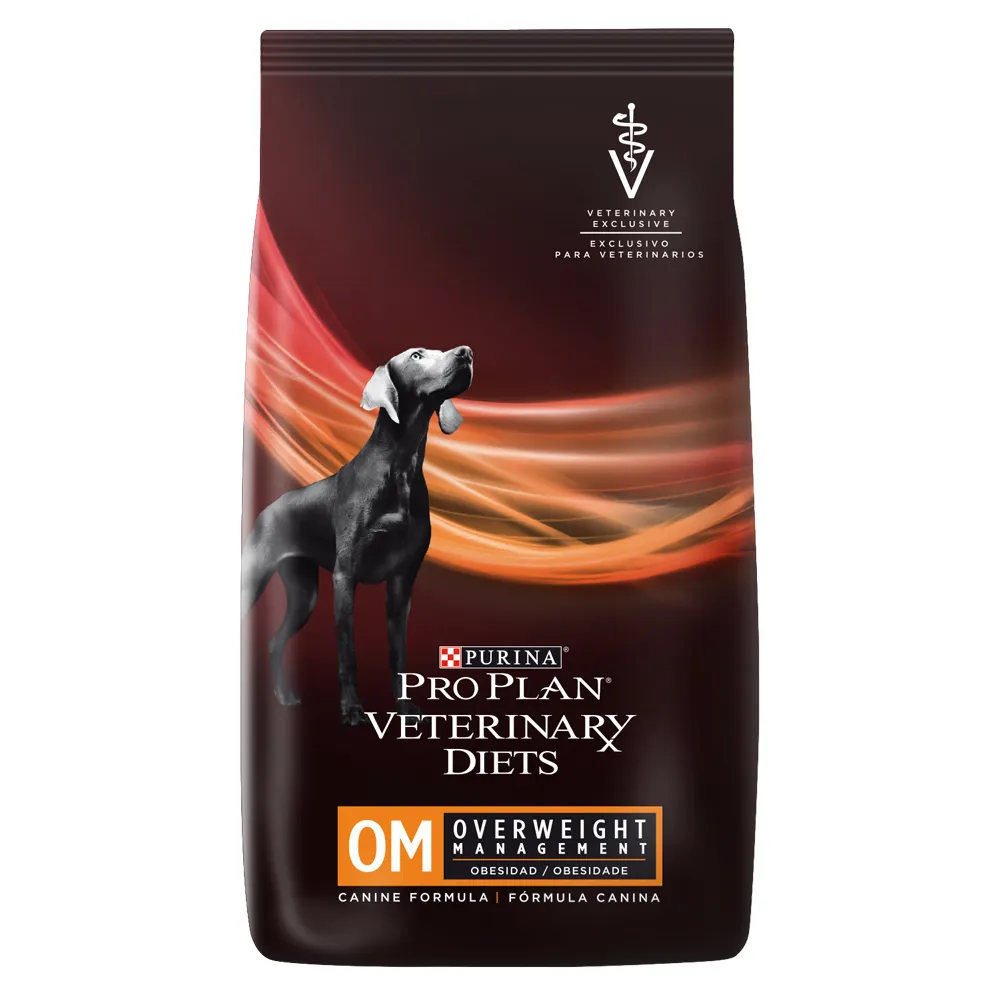 V
VETERINARY
EXCLUSIVE
EXCLUSIVO
PARA VETERINARIOS
PURINA®
PRO PLAN®
VETERINARY
DIETS
OM
OVERWEIGHT
MANAGEMENT
OBESIDAD / OBESIDADE
CANINE FORMULA | FÓRMULA CANINA